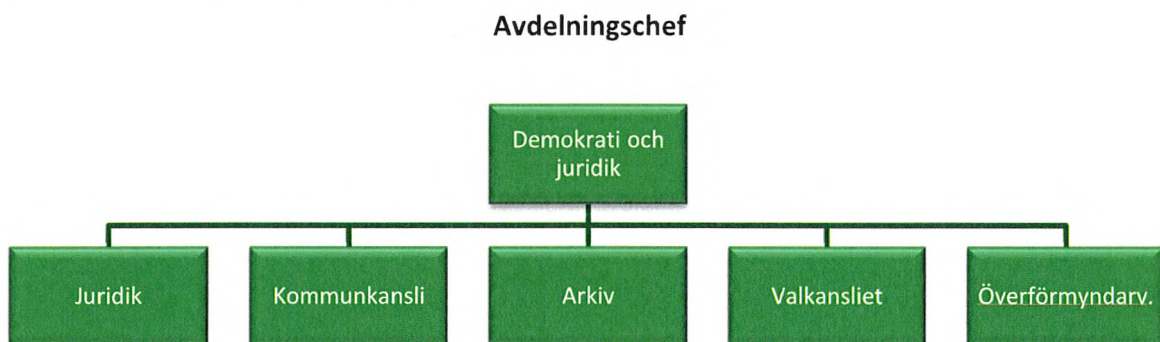 Avdelningschef
Demokrati och
juridik
Juridik
Kommunkansli
Arkiv
Valkansliet
Överförmyndarv.